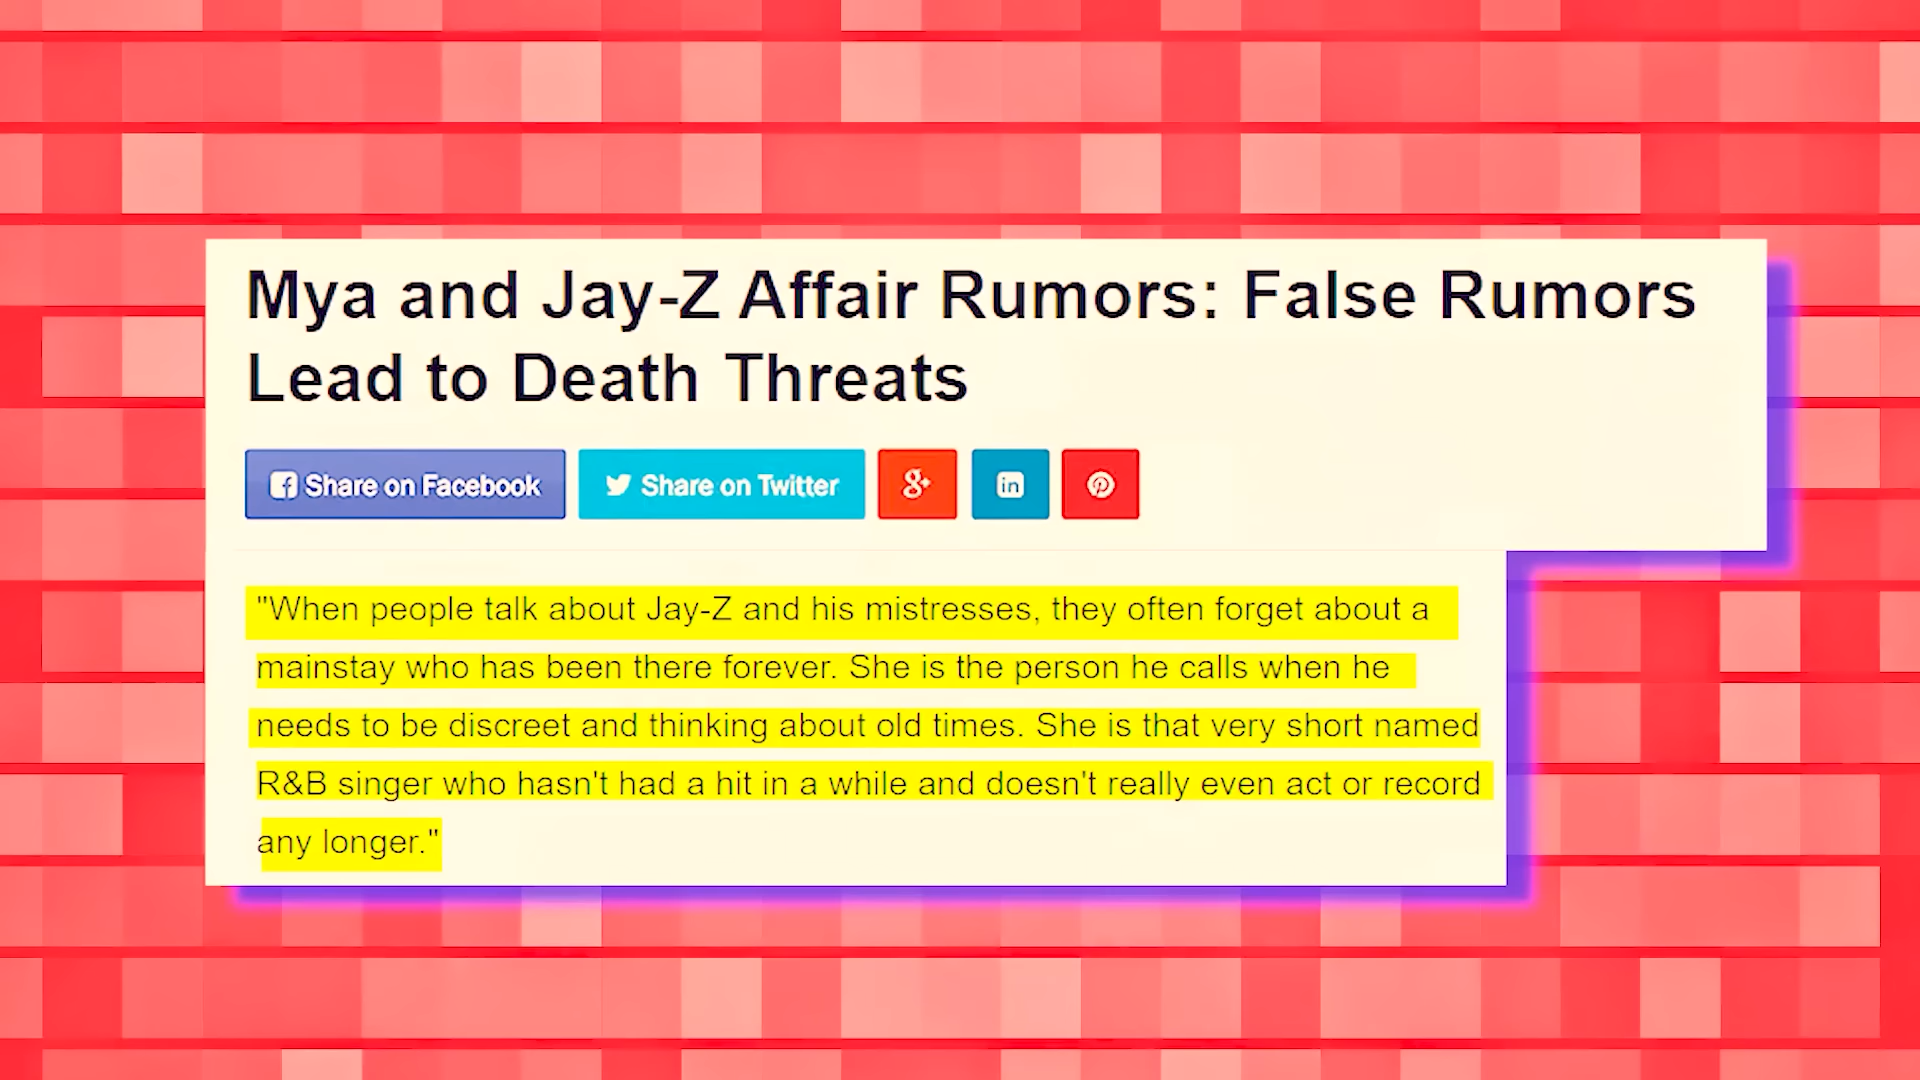 Mya and Jay-Z Affair Rumors: False Rumors
Lead to Death Threats
Share on Facebook
Share on Twitter
g+
in
"When people talk about Jay-Z and his mistresses, they often forget about a
mainstay who has been there forever. She is the person he calls when he
needs to be discreet and thinking about old times. She is that very short named
R&B singer who hasn't had a hit in a while and doesn't really even act or record
any longer."